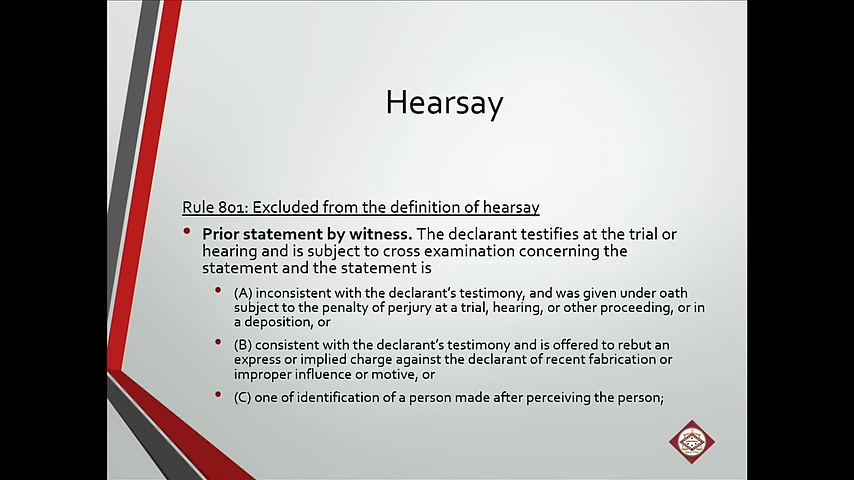 Hearsay
Rule 801: Excluded from the definition of hearsay
Prior statement by witness. The declarant testifies at the trial or
hearing and is subject to cross examination concerning the
statement and the statement is
(A) inconsistent with the declarant's testimony, and was given under oath
subject to the penalty of perjury at a trial, hearing, or other proceeding, or in
a deposition, or
(B) consistent with the declarant's testimony and is offered to rebut an
express or implied charge against the declarant of recent fabrication or
improper influence or motive, or
(C) one of identification of a person made after perceiving the person;